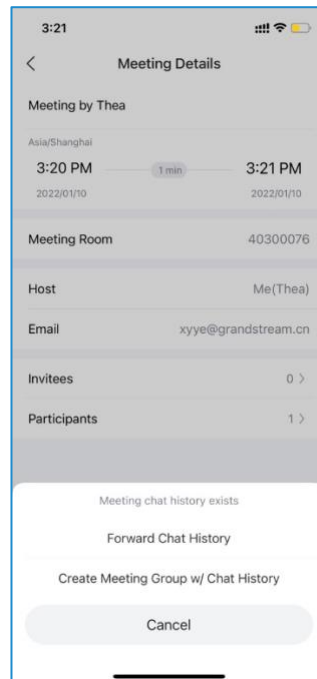 3:21
Meeting Details
Meeting by Thea
Asia/Shanghai
3:20 PM 1 min 3:21 PM
2022/01/10 2022/01/10
Meeting Room 40300076
Host Me(Thea)
Email xyye@grandstream.cn
Invitees 0 >
Participants 1 >
Meeting chat history exists
Forward Chat History
Create Meeting Group w/ Chat History
Cancel